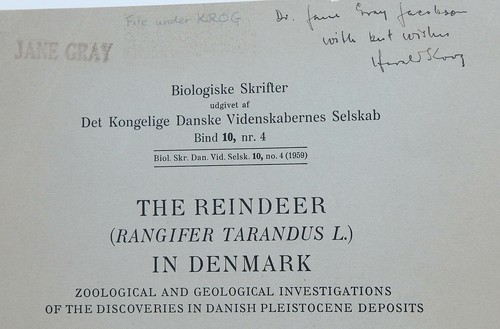 File under KROG
Dr. Jane Gray Jacobson
with best wishes
Harald Krog
JANE GRAY
Biologiske Skrifter
udgivet af
Det Kongelige Danske Videnskabernes Selskab
Bind 10, nr. 4
Biol. Skr. Dan. Vid. Selsk. 10, no. 4 (1959)
THE REINDEER
(RANGIFER TARANDUS L.)
IN DENMARK
ZOOLOGICAL AND GEOLOGICAL INVESTIGATIONS
OF THE DISCOVERIES IN DANISH PLEISTOCENE DEPOSITS